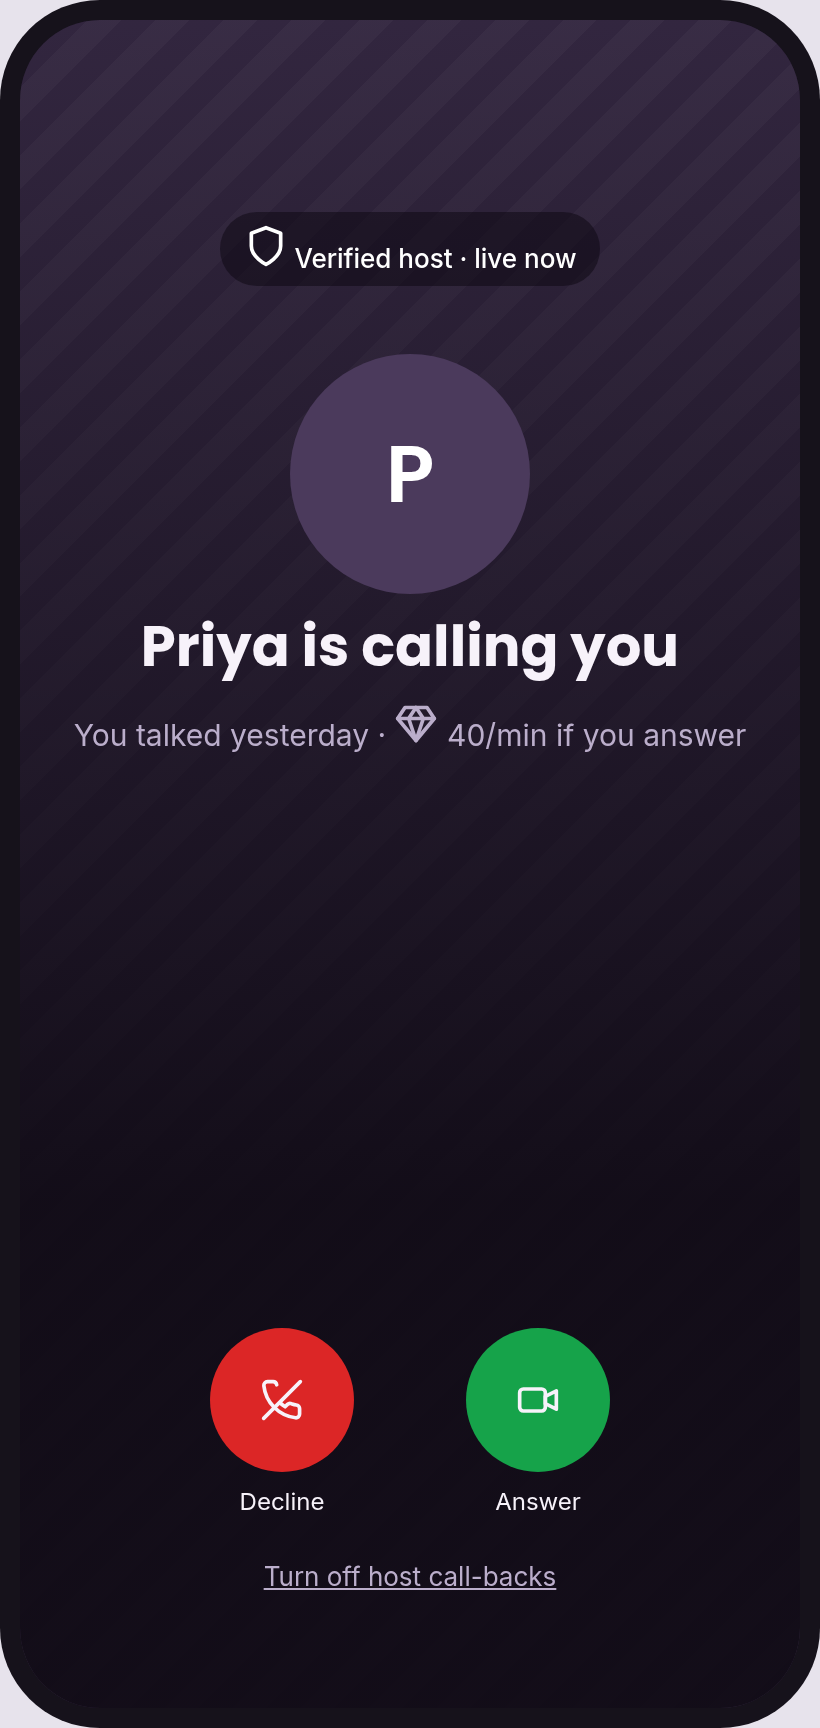 Verified host · live now
P
Priya is calling you
You talked yesterday · 40/min if you answer
Decline
Answer
Turn off host call-backs